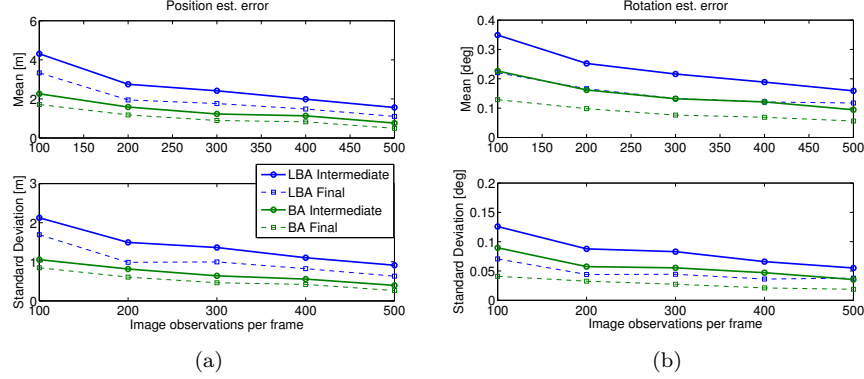 Position est. error
Mean [m]
6
4
2
0
100 150 200 250 300 350 400 450 500
Standard Deviation [m]
3
2
1
0
100 200 300 400 500
Image observations per frame
LBA Intermediate
LBA Final
BA Intermediate
BA Final
(a)
Rotation est. error
Mean [deg]
0.4
0.3
0.2
0.1
0
100 150 200 250 300 350 400 450 500
Standard Deviation [deg]
0.2
0.15
0.1
0.05
0
100 150 200 250 300 350 400 450 500
Image observations per frame
(b)